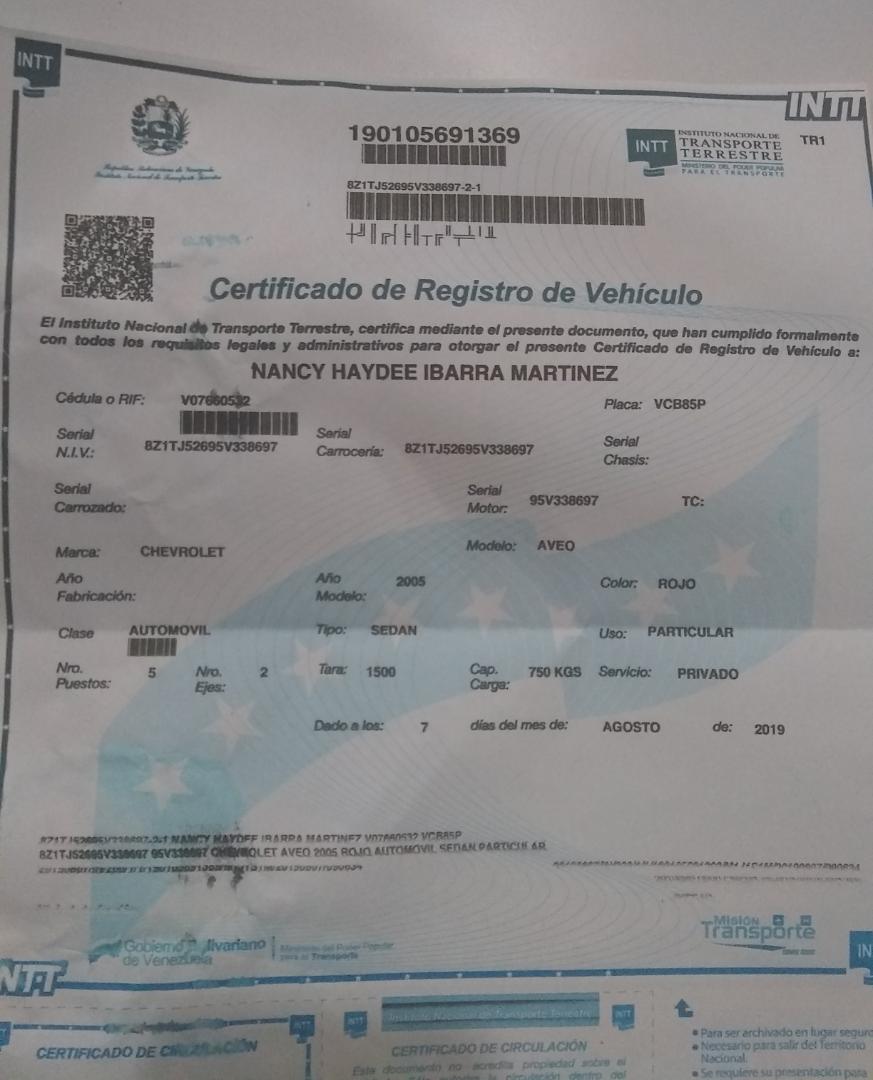 INTT
INTT
190105691369
INTT
INSTITUTO NACIONAL DE
TRANSPORTE
TERRESTRE
MINISTERIO DEL PODER POPULAR
PARA EL TRANSPORTE
TR1
República Bolivariana de Venezuela
Instituto Nacional de Transporte Terrestre
8Z1TJ52695V338697-2-1
Certificado de Registro de Vehículo
El Instituto Nacional de Transporte Terrestre, certifica mediante el presente documento, que han cumplido formalmente
con todos los requisitos legales y administrativos para otorgar el presente Certificado de Registro de Vehículo a:
NANCY HAYDEE IBARRA MARTINEZ
Cédula o RIF: V07660532 Placa: VCB85P
Serial N.I.V.: 8Z1TJ52695V338697 Serial Carrocería: 8Z1TJ52695V338697 Serial Chasis:
Serial Carrozado: Serial Motor: 95V338697 TC:
Marca: CHEVROLET Modelo: AVEO
Año Fabricación: Año Modelo: 2005 Color: ROJO
Clase AUTOMOVIL Tipo: SEDAN Uso: PARTICULAR
Nro. Puestos: 5 Nro. Ejes: 2 Tara: 1500 Cap. Carga: 750 KGS Servicio: PRIVADO
Dado a los: 7 días del mes de: AGOSTO de: 2019
8Z1TJ52695V338697-2-1 NANCY HAYDEE IBARRA MARTINEZ V07660532 VCB85P
8Z1TJ52695V338697 95V338697 CHEVROLET AVEO 2005 ROJO AUTOMOVIL SEDAN PARTICULAR
Gobierno Bolivariano
de Venezuela
Ministerio del Poder Popular
para el Transporte
Misión
Transporte
INTT
IN
INTT
INTT
Instituto Nacional de Transporte Terrestre
INTT
CERTIFICADO DE CIRCULACIÓN
CERTIFICADO DE CIRCULACIÓN
Este documento no acredita propiedad sobre el
la circulación dentro del
• Para ser archivado en lugar seguro
• Necesario para salir del Territorio
Nacional.
• Se requiere su presentación para